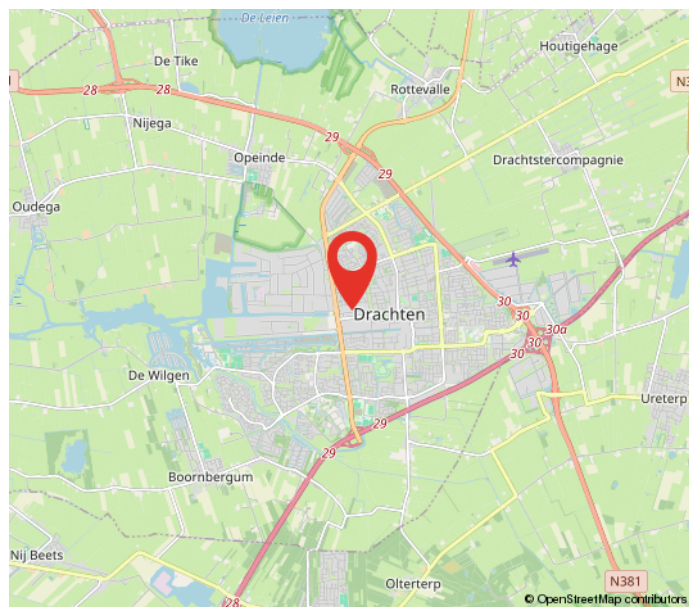 De Leien
Houtigehage
De Tike
28
28
Rottevalle
Nijega
29
Opeinde
Drachtstercompagnie
29
Oudega
30
30
30a
Drachten
30
30
De Wilgen
Ureterp
29
29
Boornbergum
Nij Beets
Olterterp
N381
28
© OpenStreetMap contributors